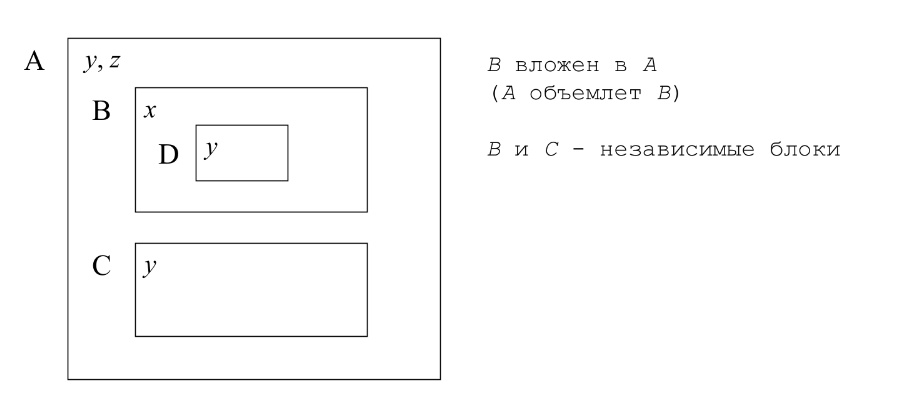 A
y, z
B
x
D
y
C
y
B вложен в A
(A объемлет B)
B и C – независимые блоки